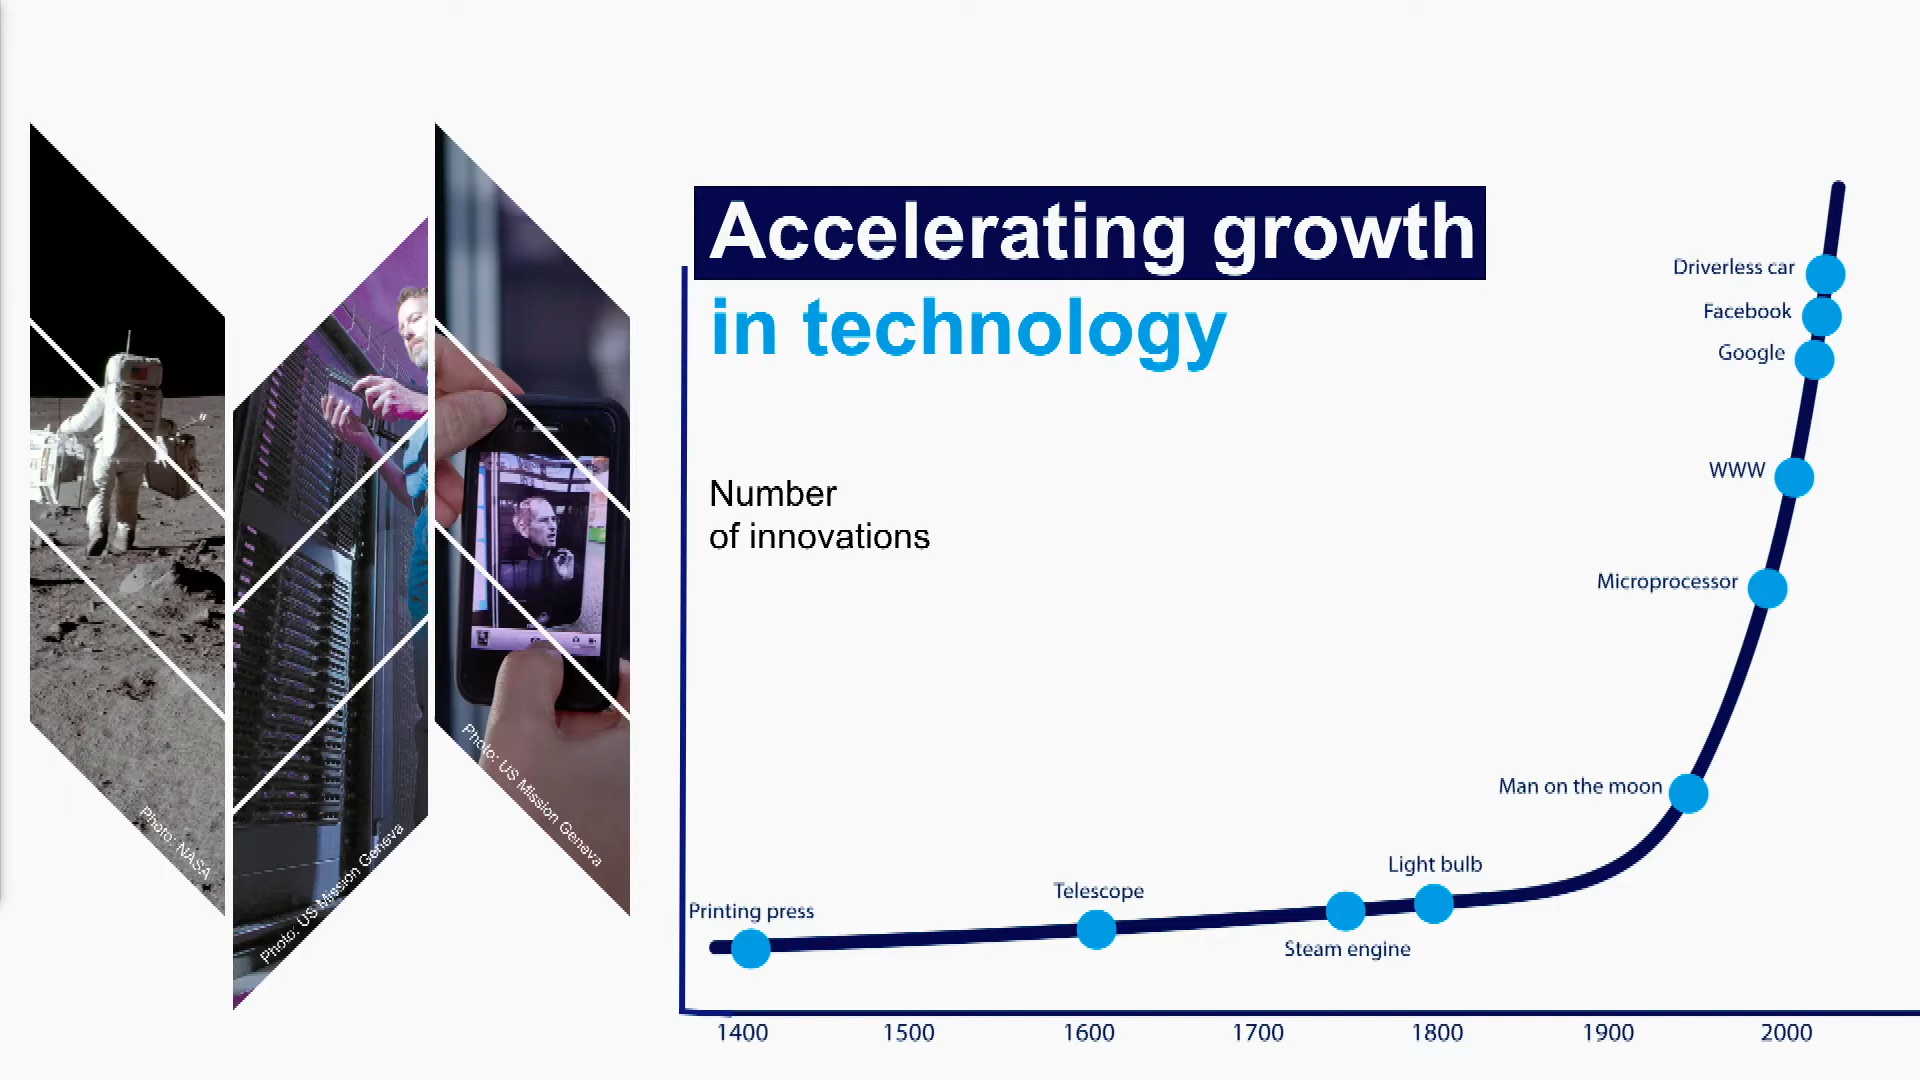 Accelerating growth
in technology
Number
of innovations
Driverless car
Facebook
Google
WWW
Microprocessor
Man on the moon
Light bulb
Telescope
Printing press
Steam engine
1400 1500 1600 1700 1800 1900 2000
Photo: NASA
Photo: US Mission Geneva
Photo: US Mission Geneva